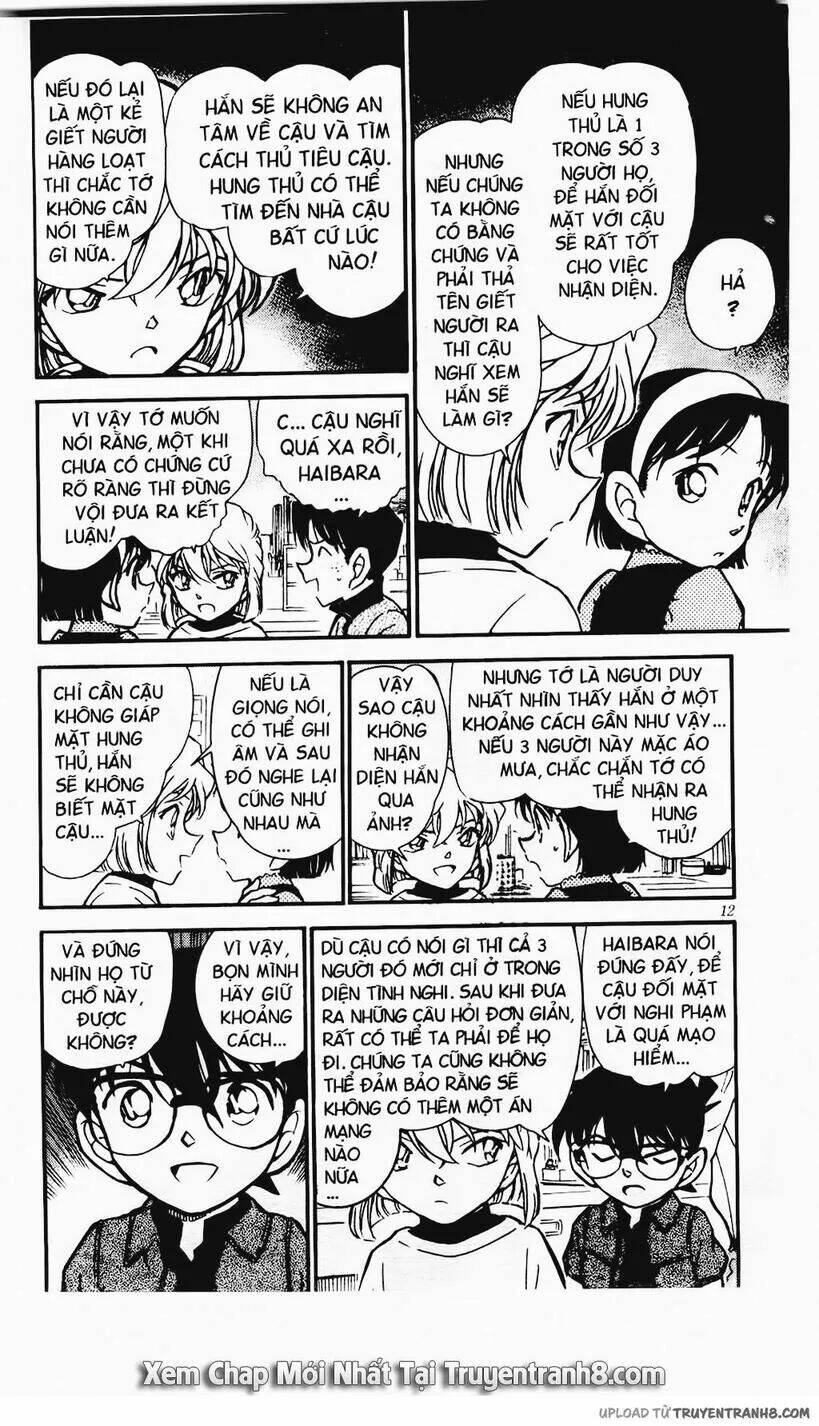 HẢ
?
NẾU HUNG
THỦ LÀ 1
TRONG SỐ 3
NGƯỜI HỌ,
ĐỂ HẮN ĐỐI
MẶT VỚI CẬU
SẼ RẤT TỐT
CHO VIỆC
NHẬN DIỆN.
NHƯNG
NẾU CHÚNG
TA KHÔNG
CÓ BẰNG
CHỨNG VÀ
PHẢI THẢ
TÊN GIẾT
NGƯỜI RA
THÌ CẬU
NGHĨ XEM
HẮN SẼ
LÀM GÌ?
HẮN SẼ KHÔNG AN
TÂM VỀ CẬU VÀ TÌM
CÁCH THỦ TIÊU CẬU.
HUNG THỦ CÓ THỂ
TÌM ĐẾN NHÀ CẬU
BẤT CỨ LÚC
NÀO!
NẾU ĐÓ LẠI
LÀ MỘT KẺ
GIẾT NGƯỜI
HÀNG LOẠT
THÌ CHẮC TỚ
KHÔNG CẦN
NÓI THÊM
GÌ NỮA.
C... CẬU NGHĨ
QUÁ XA RỒI,
HAIBARA
...
VÌ VẬY TỚ MUỐN
NÓI RẰNG, MỘT KHI
CHƯA CÓ CHỨNG CỨ
RÕ RÀNG THÌ ĐỪNG
VỘI ĐƯA RA KẾT
LUẬN!
NHƯNG TỚ LÀ NGƯỜI DUY
NHẤT NHÌN THẤY HẮN Ở MỘT
KHOẢNG CÁCH GẦN NHƯ VẬY...
NẾU 3 NGƯỜI NÀY MẶC ÁO
MƯA, CHẮC CHẮN TỚ CÓ
THỂ NHẬN RA
HUNG
THỦ!
VẬY
SAO CẬU
KHÔNG
NHẬN
DIỆN HẮN
QUA
ẢNH?
NẾU LÀ
GIỌNG NÓI,
CÓ THỂ GHI
ÂM VÀ SAU
ĐÓ NGHE LẠI
CŨNG NHƯ
NHAU MÀ
...
CHỈ CẦN CẬU
KHÔNG GIÁP
MẶT HUNG
THỦ, HẮN
SẼ KHÔNG
BIẾT MẶT
CẬU...
12
HAIBARA NÓI
ĐÚNG ĐẤY, ĐỂ
CẬU ĐỐI MẶT
VỚI NGHI PHẠM
LÀ QUÁ MẠO
HIỂM...
DÙ CẬU CÓ NÓI GÌ THÌ CẢ 3
NGƯỜI ĐÓ MỚI CHỈ Ở TRONG
DIỆN TÌNH NGHI. SAU KHI ĐƯA
RA NHỮNG CÂU HỎI ĐƠN GIẢN,
RẤT CÓ THỂ TA PHẢI ĐỂ HỌ
ĐI. CHỨNG TA CŨNG KHÔNG
THỂ ĐẢM BẢO RẰNG SẼ
KHÔNG CÓ THÊM MỘT ÁN
MẠNG
NÀO
NỮA
...
VÌ VẬY,
BỌN MÌNH
HÃY GIỮ
KHOẢNG
CÁCH...
VÀ ĐỨNG
NHÌN HỌ TỪ
CHỖ NÀY,
ĐƯỢC
KHÔNG?
Xem Chap Mới Nhất Tại Truyentranh8.com
UPLOAD TỪ TRUYENTRANH8.COM